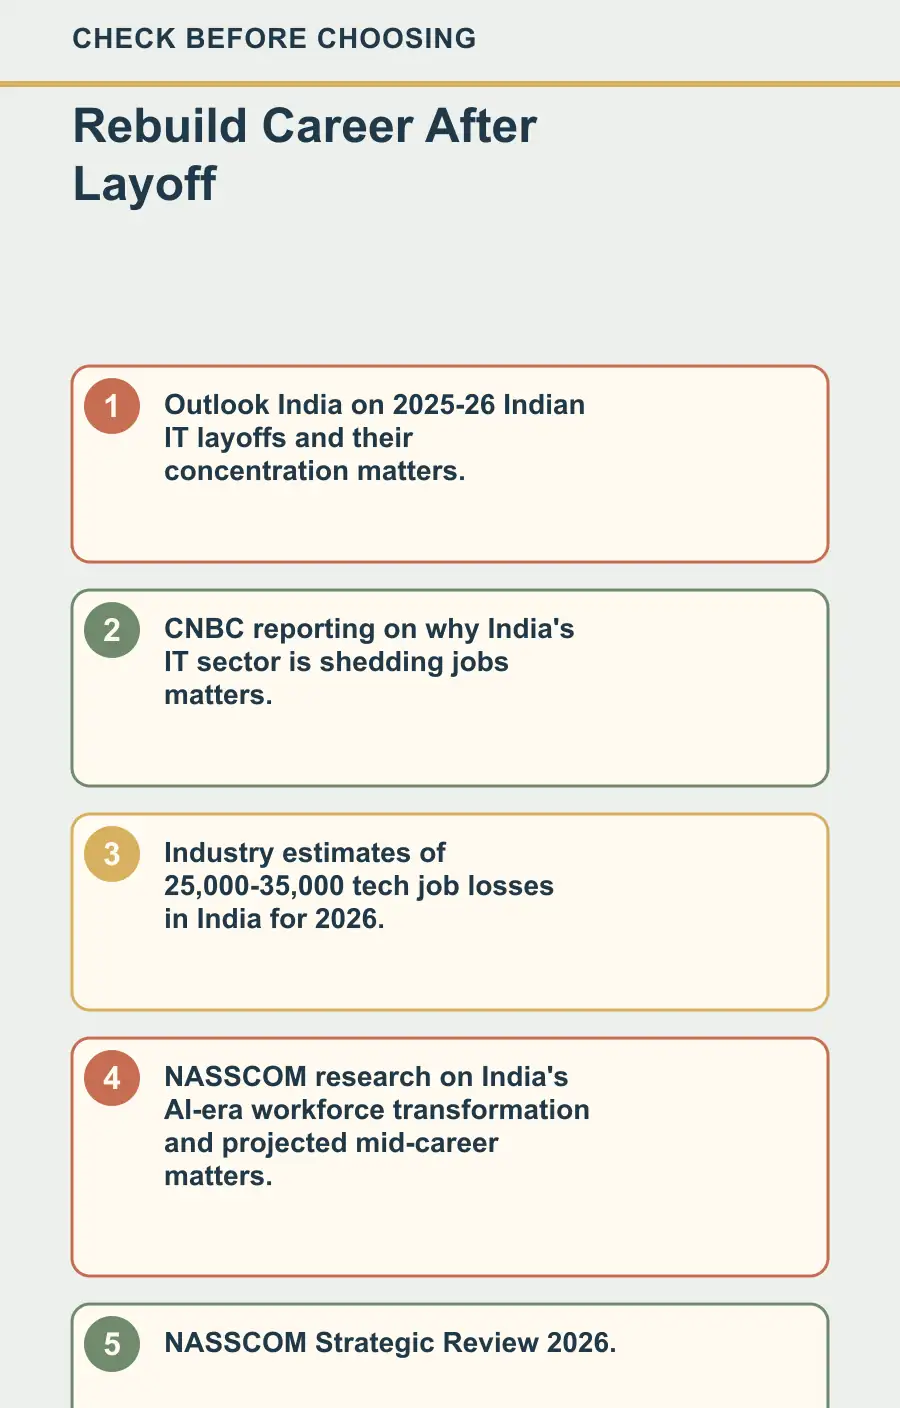 CHECK BEFORE CHOOSING
Rebuild Career After
Layoff
1
Outlook India on 2025-26 Indian
IT layoffs and their
concentration matters.
2
CNBC reporting on why India's
IT sector is shedding jobs
matters.
3
Industry estimates of
25,000-35,000 tech job losses
in India for 2026.
4
NASSCOM research on India's
AI-era workforce transformation
and projected mid-career
matters.
5
NASSCOM Strategic Review 2026.